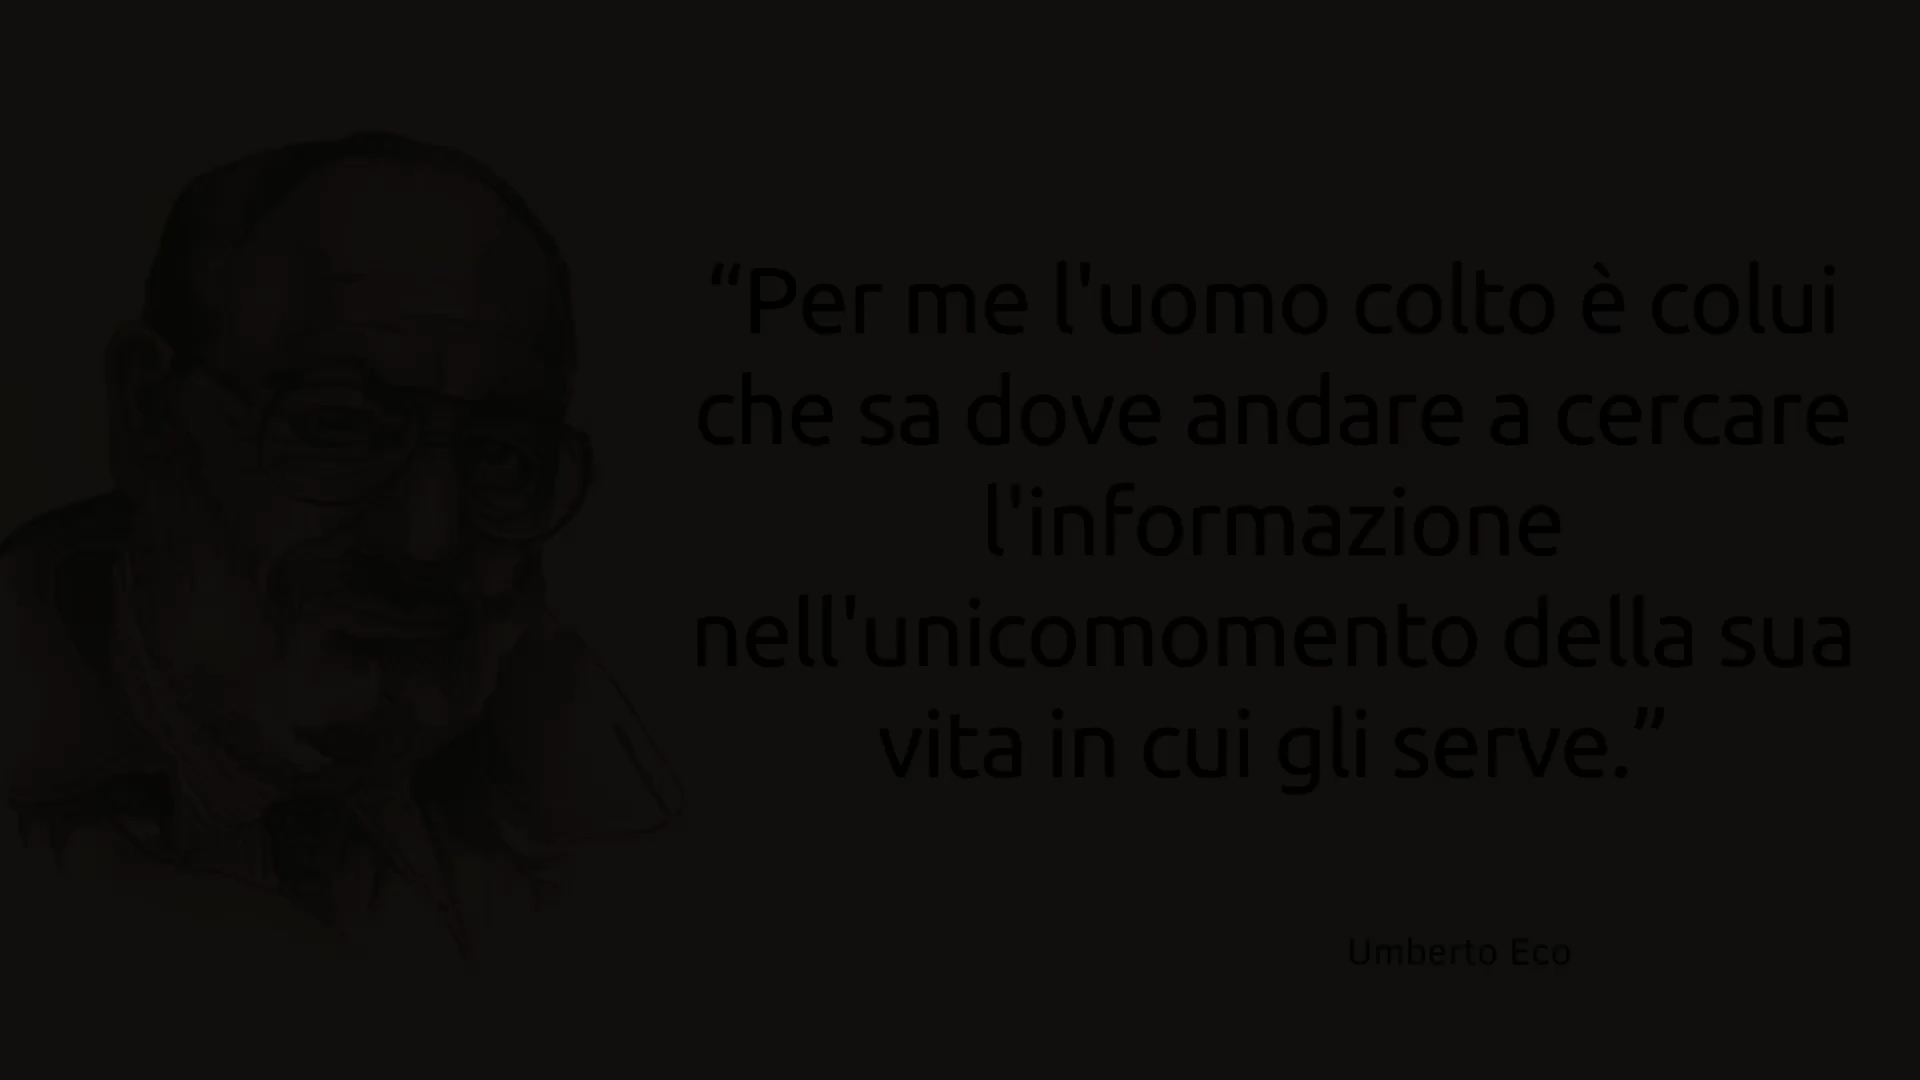 “Per me l'uomo colto è colui
che sa dove andare a cercare
l'informazione
nell'unicomomento della sua
vita in cui gli serve.”
Umberto Eco